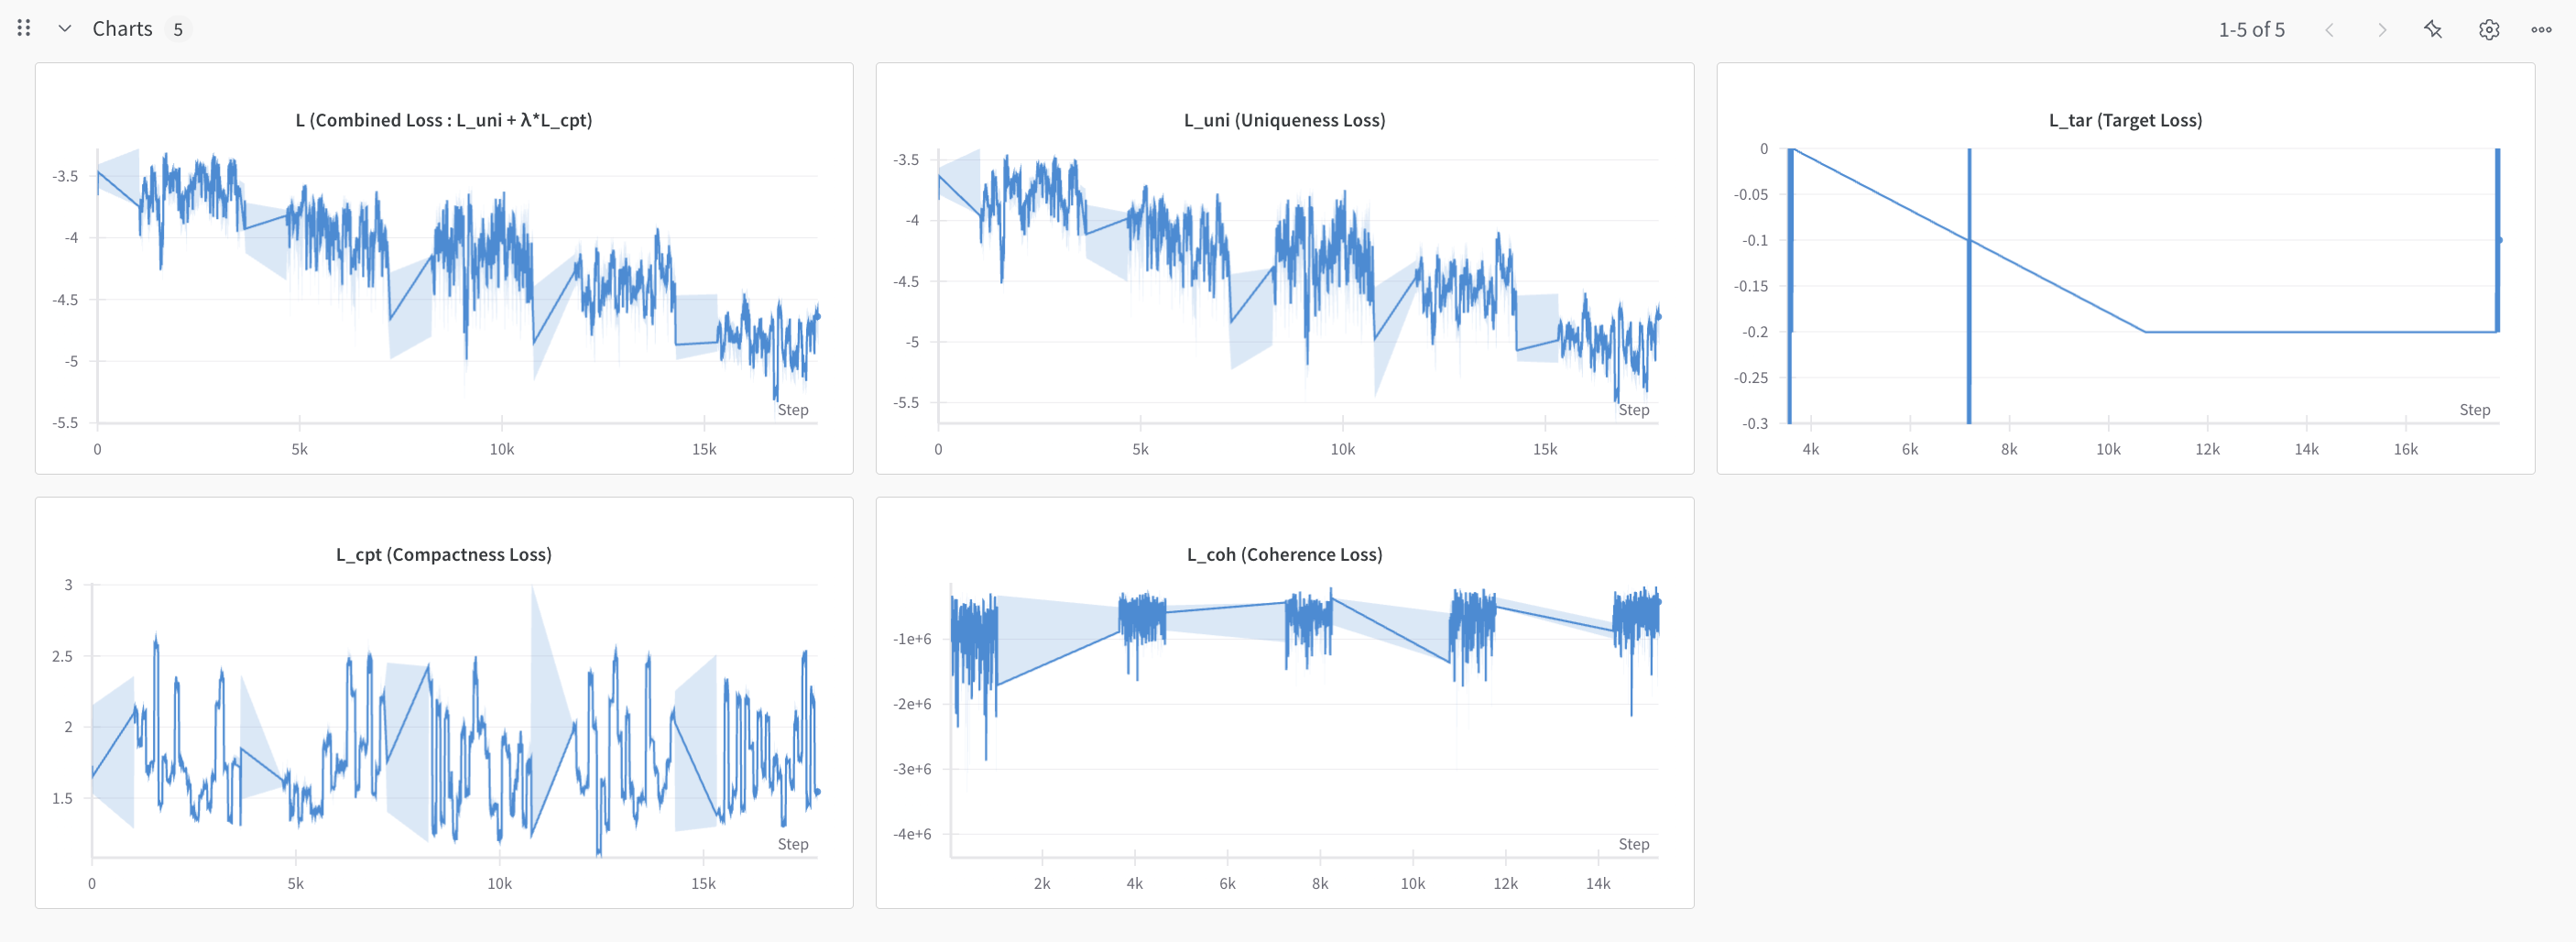 Charts 5
1-5 of 5
L (Combined Loss : L_uni + λ*L_cpt)
-3.5
-4
-4.5
-5
-5.5
Step
0 5k 10k 15k
L_uni (Uniqueness Loss)
-3.5
-4
-4.5
-5
-5.5
Step
0 5k 10k 15k
L_tar (Target Loss)
0
-0.05
-0.1
-0.15
-0.2
-0.25
-0.3
Step
4k 6k 8k 10k 12k 14k 16k
L_cpt (Compactness Loss)
3
2.5
2
1.5
Step
0 5k 10k 15k
L_coh (Coherence Loss)
-1e+6
-2e+6
-3e+6
-4e+6
Step
2k 4k 6k 8k 10k 12k 14k